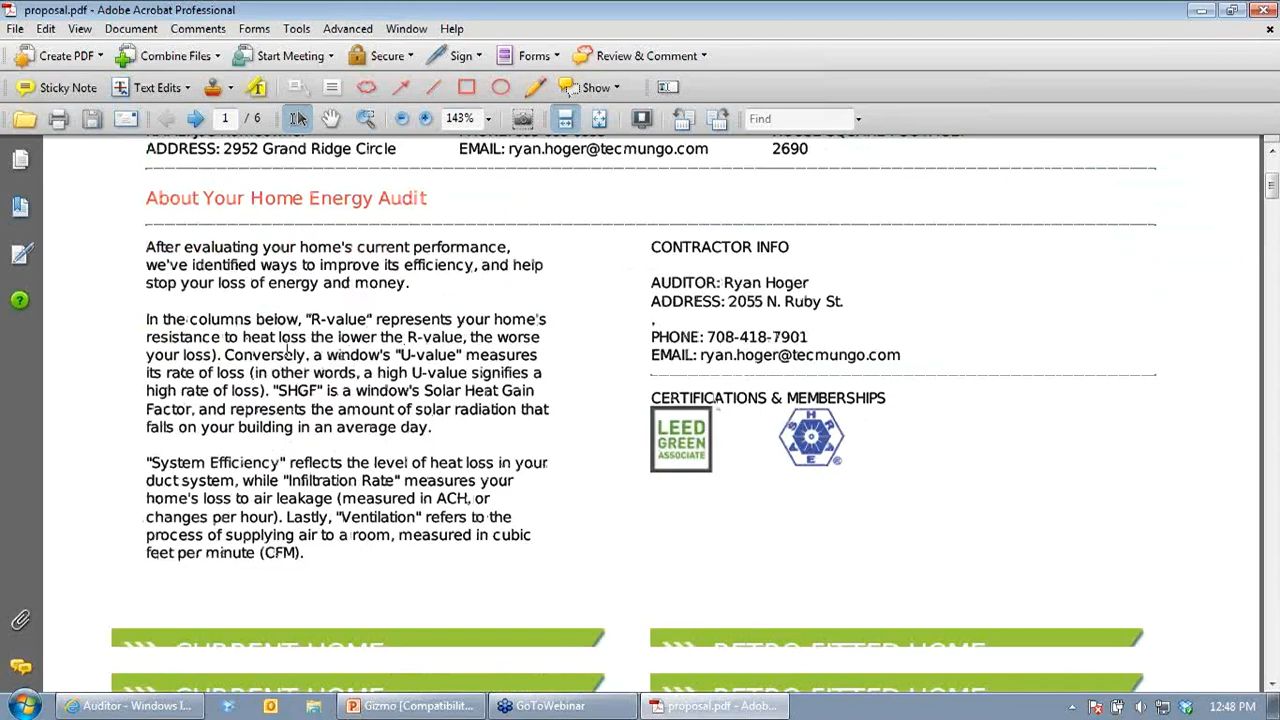 proposal.pdf - Adobe Acrobat Professional
File Edit View Document Comments Forms Tools Advanced Window Help
Create PDF Combine Files Start Meeting Secure Sign Forms Review & Comment
Sticky Note Text Edits Show
1 / 6 143% Find
ADDRESS: 2952 Grand Ridge Circle EMAIL: ryan.hoger@tecmungo.com 2690
About Your Home Energy Audit
After evaluating your home's current performance,
we've identified ways to improve its efficiency, and help
stop your loss of energy and money.
In the columns below, "R-value" represents your home's
resistance to heat loss the lower the R-value, the worse
your loss). Conversely, a window's "U-value" measures
its rate of loss (in other words, a high U-value signifies a
high rate of loss). "SHGF" is a window's Solar Heat Gain
Factor, and represents the amount of solar radiation that
falls on your building in an average day.
"System Efficiency" reflects the level of heat loss in your
duct system, while "Infiltration Rate" measures your
home's loss to air leakage (measured in ACH, or
changes per hour). Lastly, "Ventilation" refers to the
process of supplying air to a room, measured in cubic
feet per minute (CFM).
CONTRACTOR INFO
AUDITOR: Ryan Hoger
ADDRESS: 2055 N. Ruby St.
,
PHONE: 708-418-7901
EMAIL: ryan.hoger@tecmungo.com
CERTIFICATIONS & MEMBERSHIPS
LEED
GREEN
ASSOCIATE
CURRENT HOME RETRO FITTED HOME
CURRENT HOME RETRO FITTED HOME
Auditor - Windows I... Gizmo [Compatibilit... GoToWebinar proposal.pdf - Adob... 12:48 PM